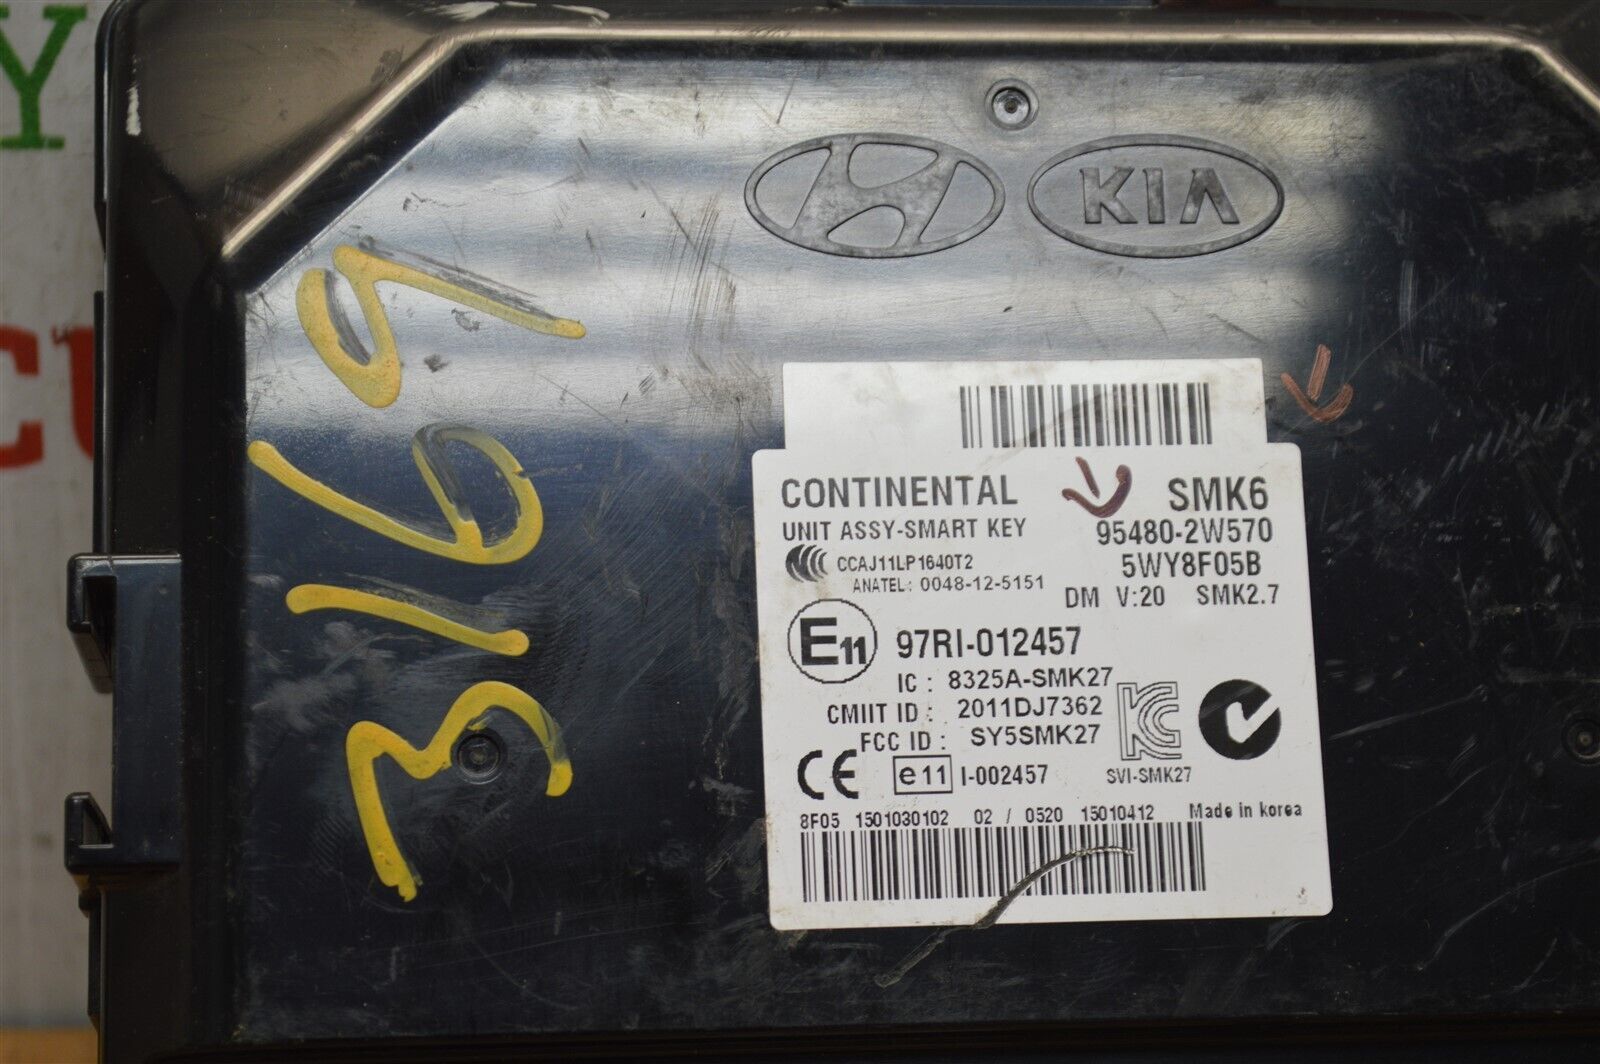 Y
CU
KIA
3169
CONTINENTAL SMK6
UNIT ASSY-SMART KEY 95480-2W570
CCAJ11LP1640T2 5WY8F05B
ANATEL: 0048-12-5151
DM V:20 SMK2.7
E11 97RI-012457
IC : 8325A-SMK27
CMIIT ID : 2011DJ7362
FCC ID : SY5SMK27
CE e11 I-002457 KC SVI-SMK27
8F05 1501030102 02 / 0520 15010412 Made in korea